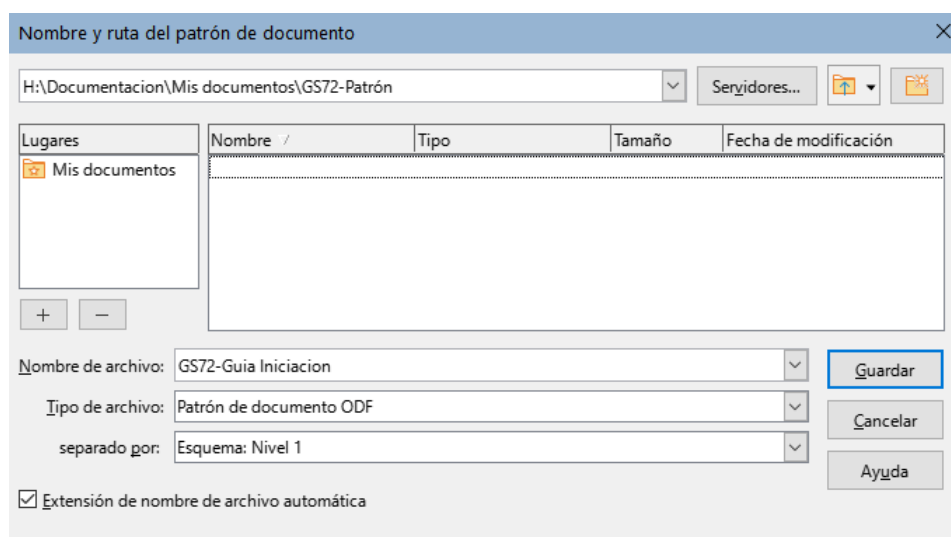 Nombre y ruta del patrón de documento
H:\Documentacion\Mis documentos\GS72-Patrón
Servidores...
Lugares
Nombre
Tipo
Tamaño
Fecha de modificación
Mis documentos
+
−
Nombre de archivo: GS72-Guia Iniciacion
Guardar
Tipo de archivo: Patrón de documento ODF
Cancelar
separado por: Esquema: Nivel 1
Ayuda
Extensión de nombre de archivo automática